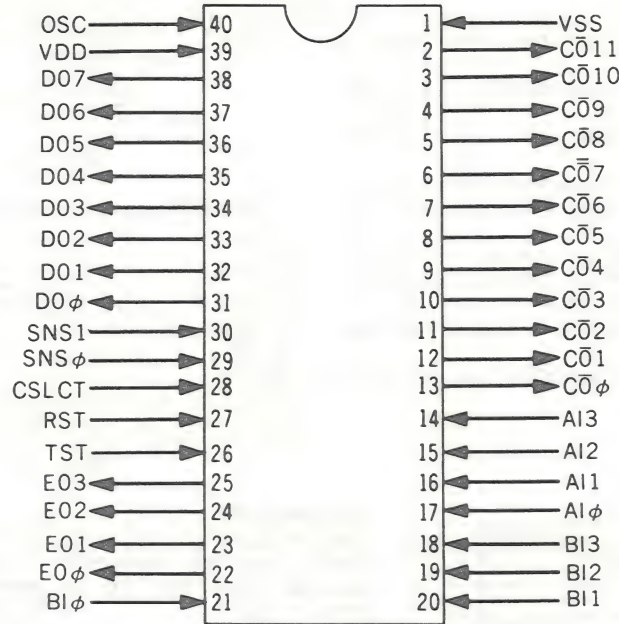 OSC 40 1 VSS
VDD 39 2 CŌ11
DO7 38 3 CŌ10
DO6 37 4 CŌ9
DO5 36 5 CŌ8
DO4 35 6 CŌ7
DO3 34 7 CŌ6
DO2 33 8 CŌ5
DO1 32 9 CŌ4
DOϕ 31 10 CŌ3
SNS1 30 11 CŌ2
SNSϕ 29 12 CŌ1
CSLCT 28 13 CŌϕ
RST 27 14 AI3
TST 26 15 AI2
EO3 25 16 AI1
EO2 24 17 AIϕ
EO1 23 18 BI3
EOϕ 22 19 BI2
BIϕ 21 20 BI1